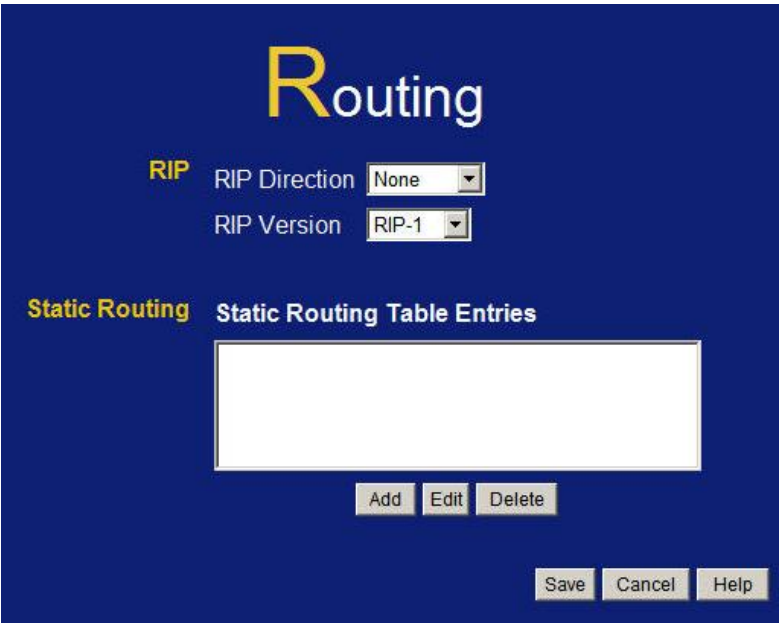 Routing
RIP
RIP Direction None
RIP Version RIP-1
Static Routing
Static Routing Table Entries
Add Edit Delete
Save Cancel Help